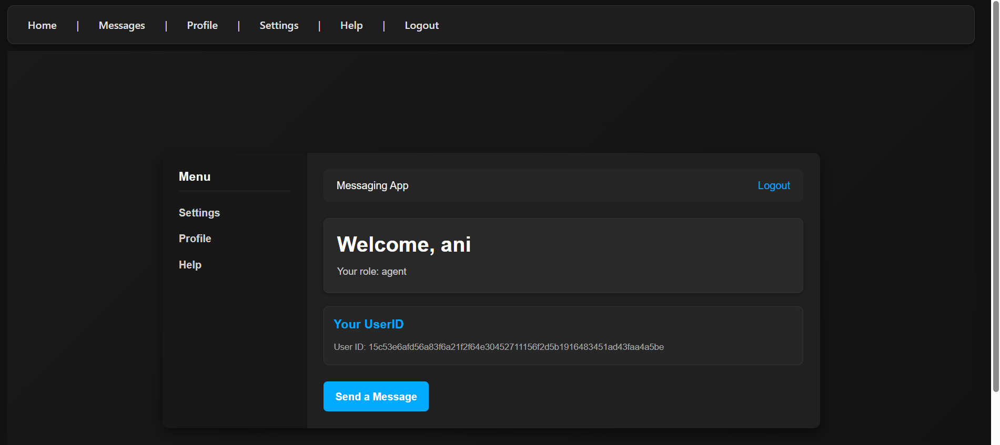 Home | Messages | Profile | Settings | Help | Logout
Menu
Settings
Profile
Help
Messaging App
Logout
Welcome, ani
Your role: agent
Your UserID
User ID: 15c53e6afd56a83f6a21f2f64e30452711156f2d5b1916483451ad43faa4a5be
Send a Message